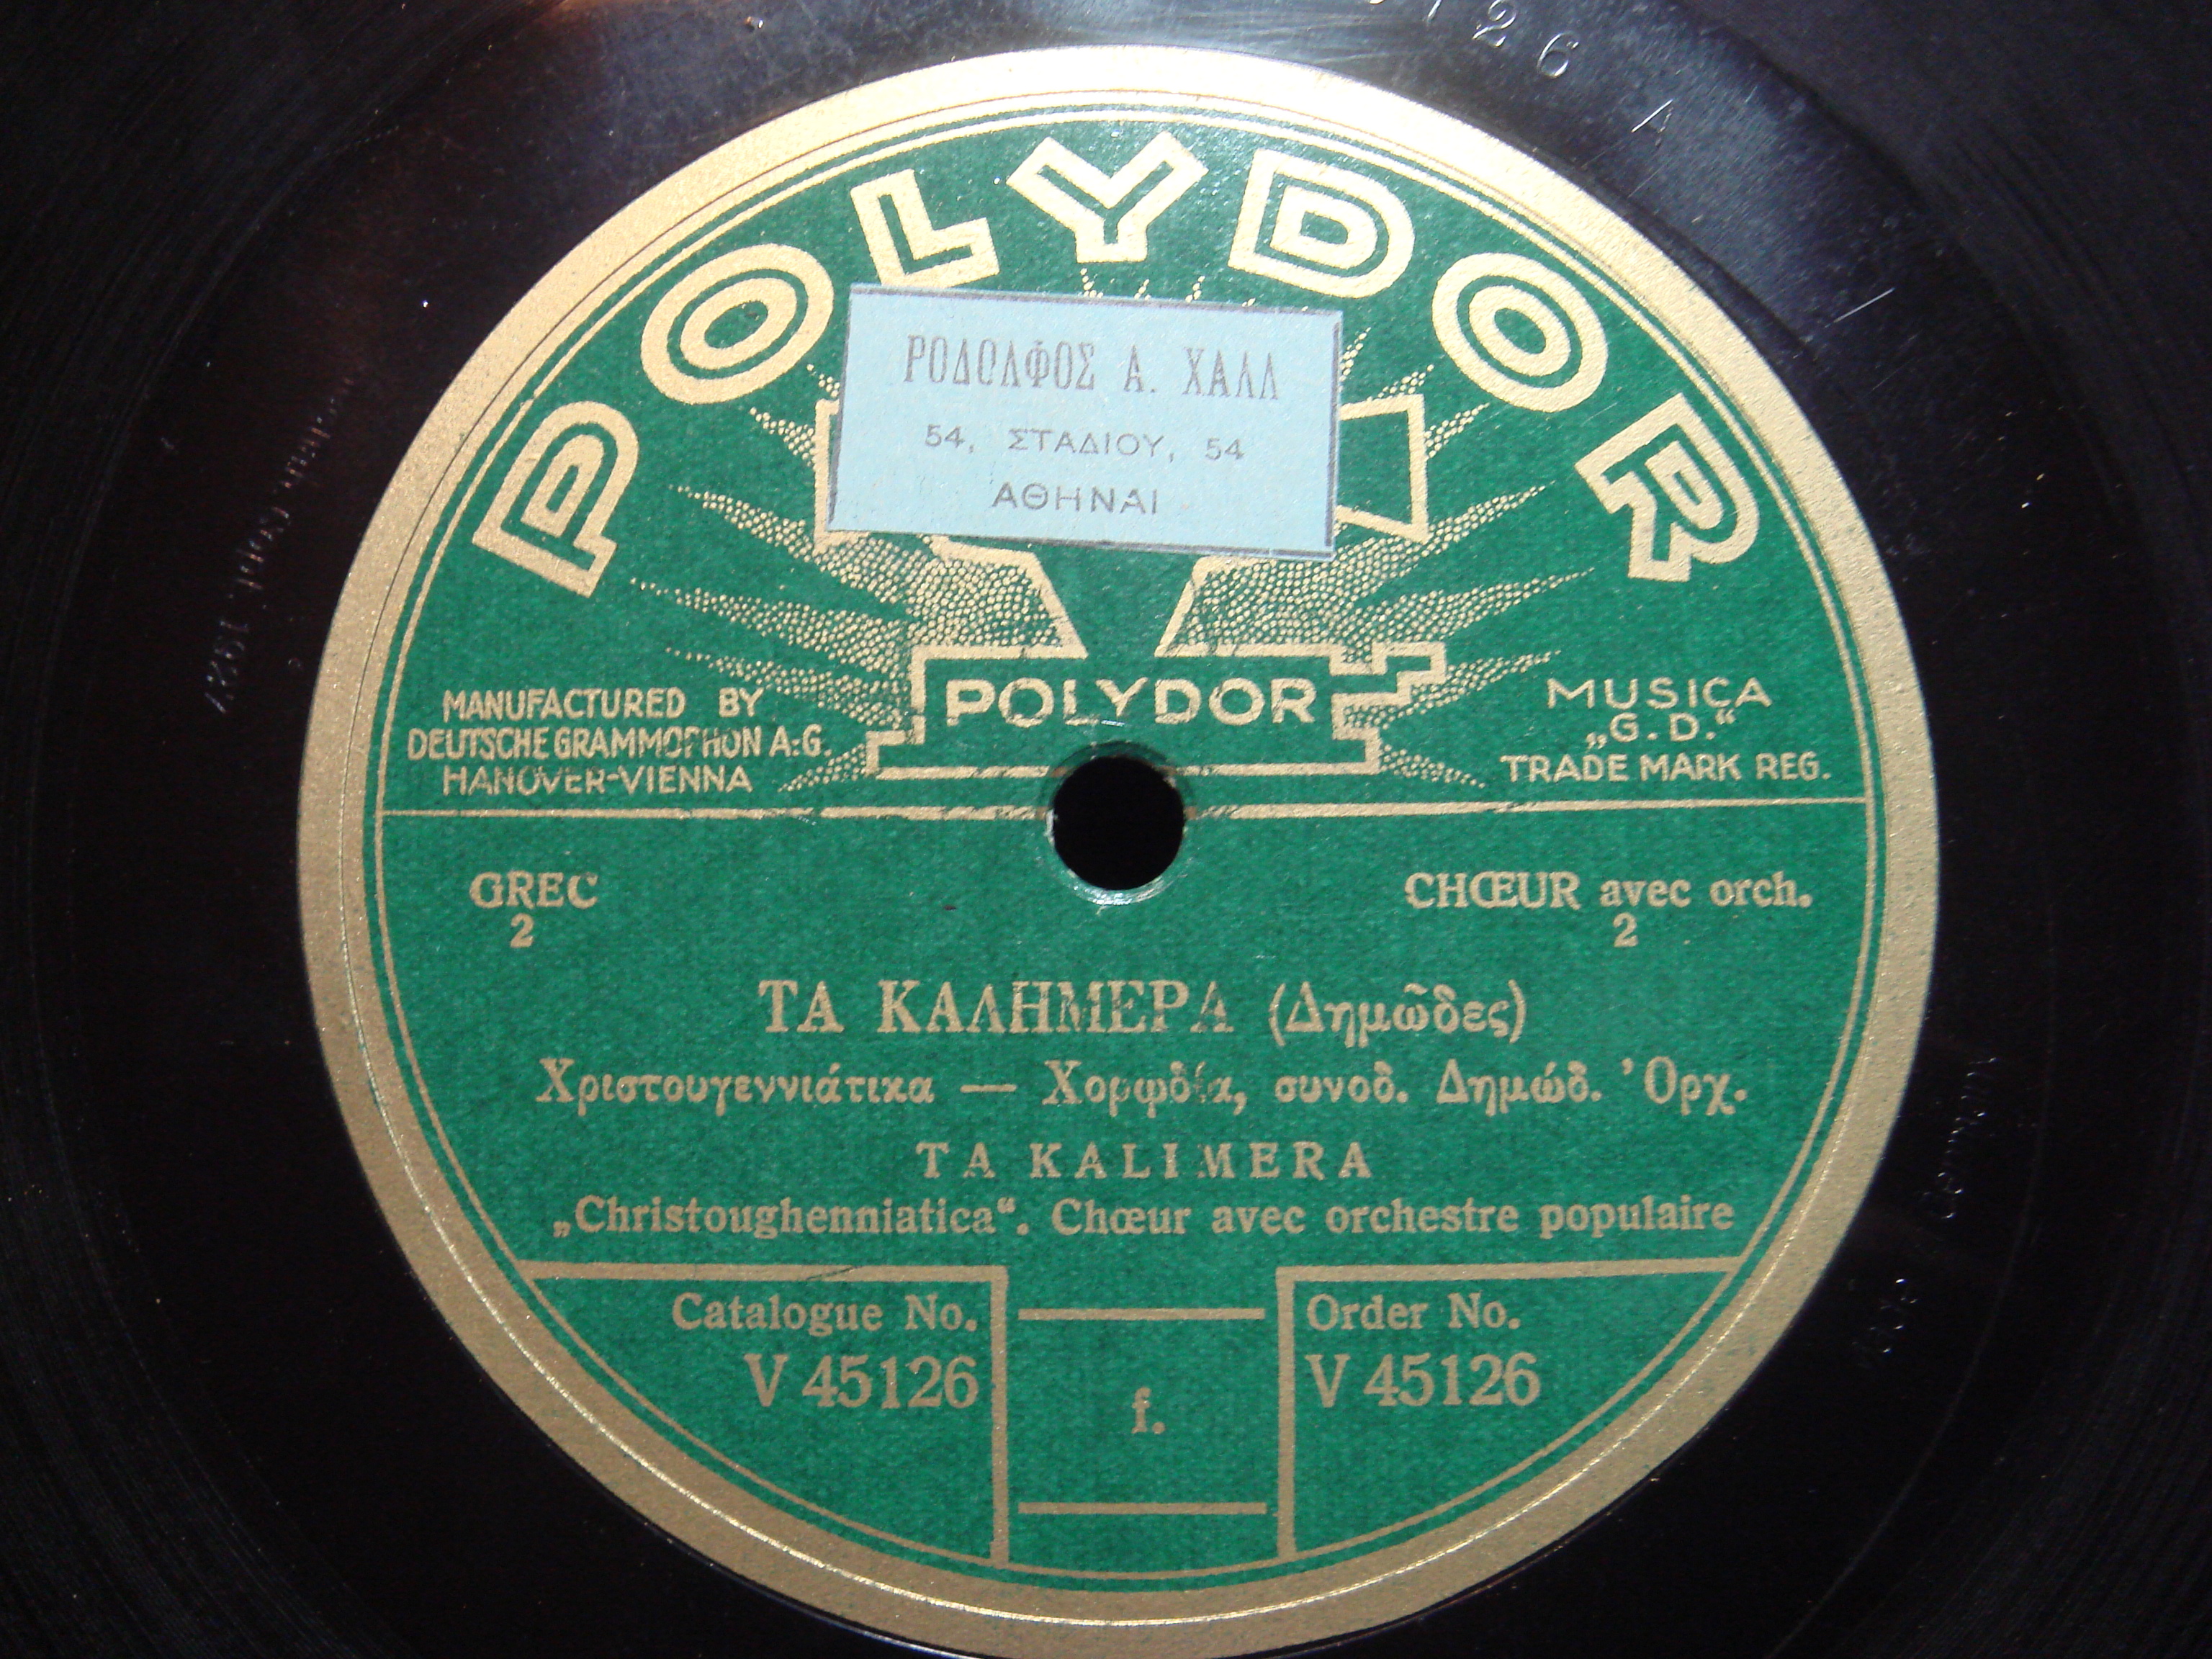 126 A
POLYDOR
ΡΟΔΟΛΦΟΣ Α. ΧΑΛΛ
54, ΣΤΑΔΙΟΥ, 54
ΑΘΗΝΑΙ
POLYDOR
MANUFACTURED BY
DEUTSCHE GRAMMOPHON A.-G.
HANOVER-VIENNA
MUSICA
„G.D.“
TRADE MARK REG.
GREC
2
CHŒUR avec orch.
2
ΤΑ ΚΑΛΗΜΕΡΑ (Δημῶδες)
Χριστουγεννιάτικα — Χορῳδία, συνοδ. Δημώδ. Ὀρχ.
TA KALIMERA
„Christoughenniatica“. Chœur avec orchestre populaire
Catalogue No.
V 45126
f.
Order No.
V 45126